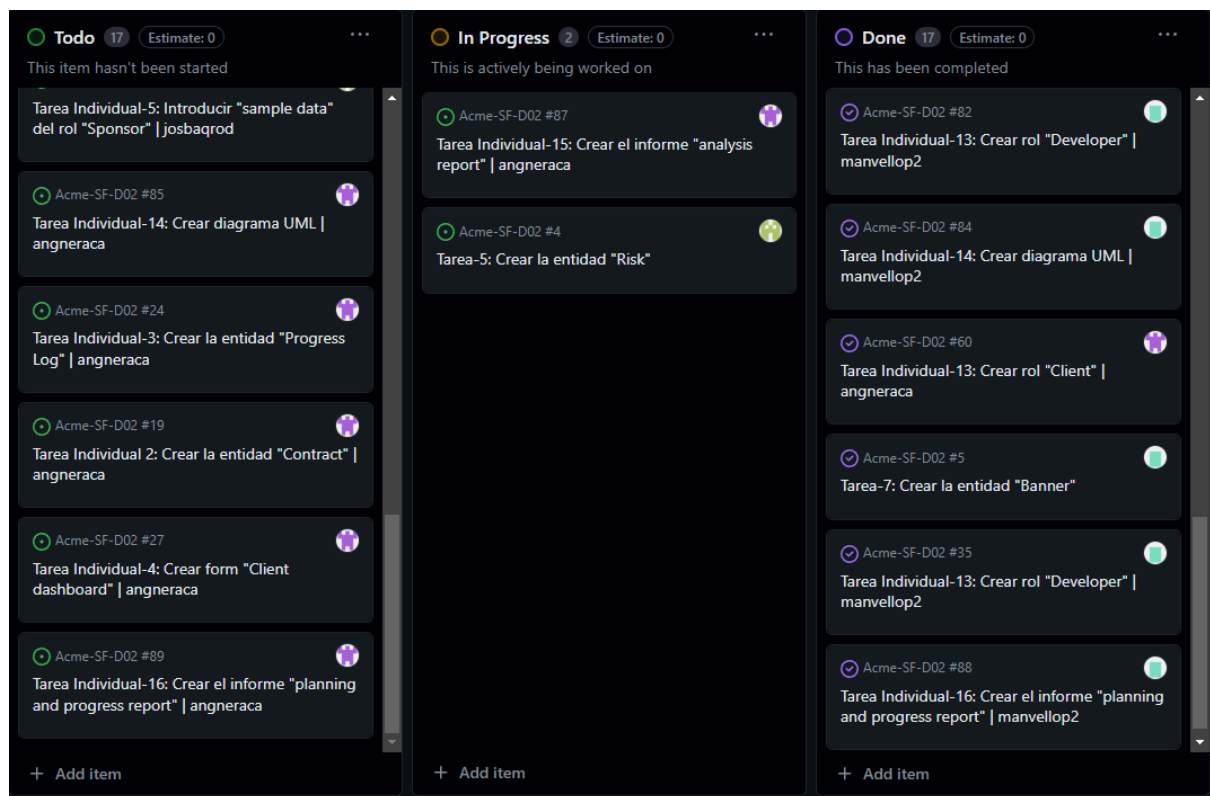 Todo 17 Estimate: 0
This item hasn't been started
Tarea Individual-5: Introducir "sample data"
del rol "Sponsor" | josbaqrod
Acme-SF-D02 #85
Tarea Individual-14: Crear diagrama UML |
angneraca
Acme-SF-D02 #24
Tarea Individual-3: Crear la entidad "Progress
Log" | angneraca
Acme-SF-D02 #19
Tarea Individual 2: Crear la entidad "Contract" |
angneraca
Acme-SF-D02 #27
Tarea Individual-4: Crear form "Client
dashboard" | angneraca
Acme-SF-D02 #89
Tarea Individual-16: Crear el informe "planning
and progress report" | angneraca
+ Add item
In Progress 2 Estimate: 0
This is actively being worked on
Acme-SF-D02 #87
Tarea Individual-15: Crear el informe "analysis
report" | angneraca
Acme-SF-D02 #4
Tarea-5: Crear la entidad "Risk"
+ Add item
Done 17 Estimate: 0
This has been completed
Acme-SF-D02 #82
Tarea Individual-13: Crear rol "Developer" |
manvellop2
Acme-SF-D02 #84
Tarea Individual-14: Crear diagrama UML |
manvellop2
Acme-SF-D02 #60
Tarea Individual-13: Crear rol "Client" |
angneraca
Acme-SF-D02 #5
Tarea-7: Crear la entidad "Banner"
Acme-SF-D02 #35
Tarea Individual-13: Crear rol "Developer" |
manvellop2
Acme-SF-D02 #88
Tarea Individual-16: Crear el informe "planning
and progress report" | manvellop2
+ Add item